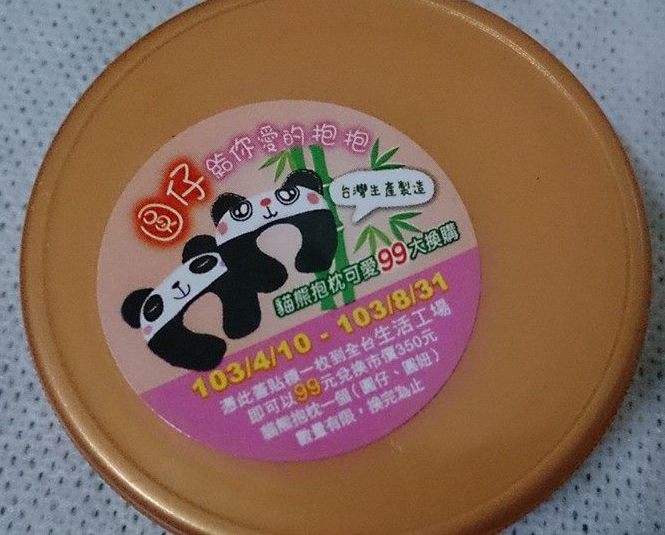 圓仔 給你愛的抱抱
台灣生產製造
貓熊抱枕可愛99大換購
103/4/10 - 103/8/31
憑此蓋貼標一枚到全台生活工場
即可以99元兌換市價350元
貓熊抱枕一個(圓仔、圓妞)
數量有限,換完為止